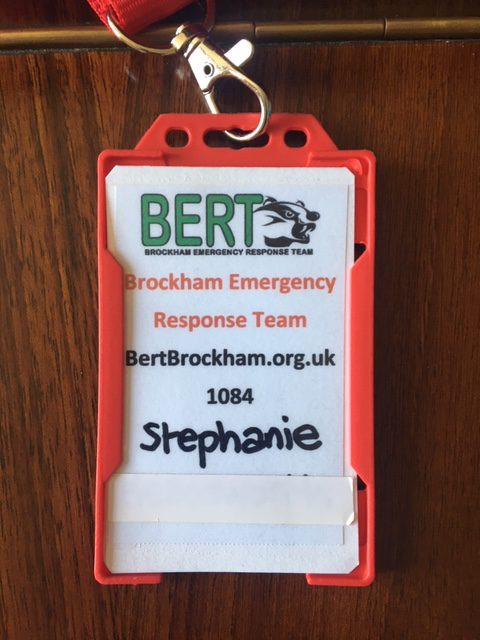 BERT
BROCKHAM EMERGENCY RESPONSE TEAM
Brockham Emergency
Response Team
BertBrockham.org.uk
1084
Stephanie